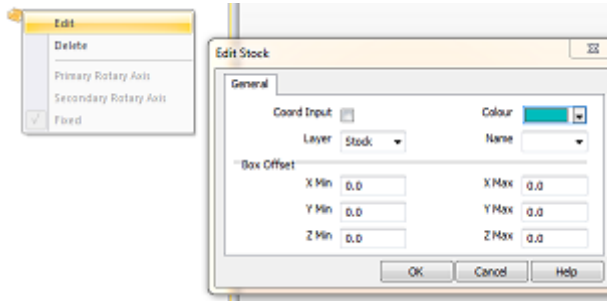 Edit
Delete
Primary Rotary Axis
Secondary Rotary Axis
Fixed
Edit Stock
General
Coord Input Colour
Layer Stock Name
Box Offset
X Min 0.0 X Max 0.0
Y Min 0.0 Y Max 0.0
Z Min 0.0 Z Max 0.0
OK Cancel Help